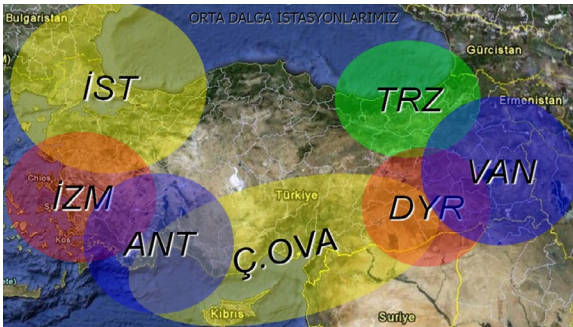 ORTA DALGA İSTASYONLARIMIZ
Bulgaristan
Gürcistan
İST
TRZ
Ermenistan
VAN
Chios
İZM
Türkiye
DYR
Kos
ANT
Ç.OVA
Kıbrıs
Suriye